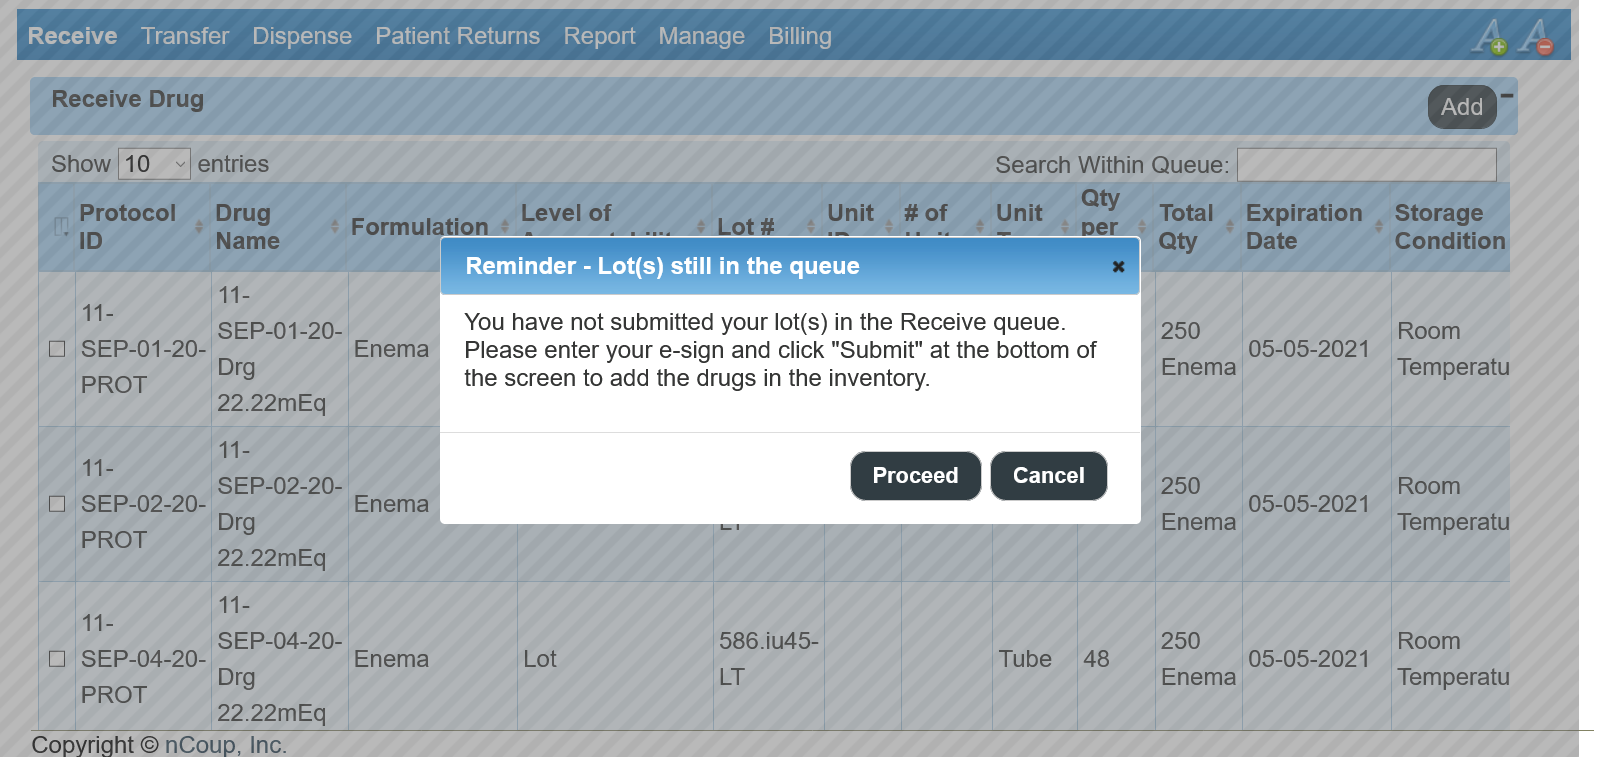 Receive Transfer Dispense Patient Returns Report Manage Billing
Receive Drug
Add
Show 10 entries
Search Within Queue:
Protocol ID
Drug Name
Formulation
Level of
Lot #
Unit
# of
Unit
Qty per
Total Qty
Expiration Date
Storage Condition
Reminder - Lot(s) still in the queue
You have not submitted your lot(s) in the Receive queue.
Please enter your e-sign and click "Submit" at the bottom of
the screen to add the drugs in the inventory.
Proceed Cancel
11-
SEP-01-20-
PROT
11-
SEP-01-20-
Drg
22.22mEq
Enema
250
Enema
05-05-2021
Room
Temperatu
11-
SEP-02-20-
PROT
11-
SEP-02-20-
Drg
22.22mEq
Enema
LT
250
Enema
05-05-2021
Room
Temperatu
11-
SEP-04-20-
PROT
11-
SEP-04-20-
Drg
22.22mEq
Enema
Lot
586.iu45-
LT
Tube
48
250
Enema
05-05-2021
Room
Temperatu
Copyright © nCoup, Inc.